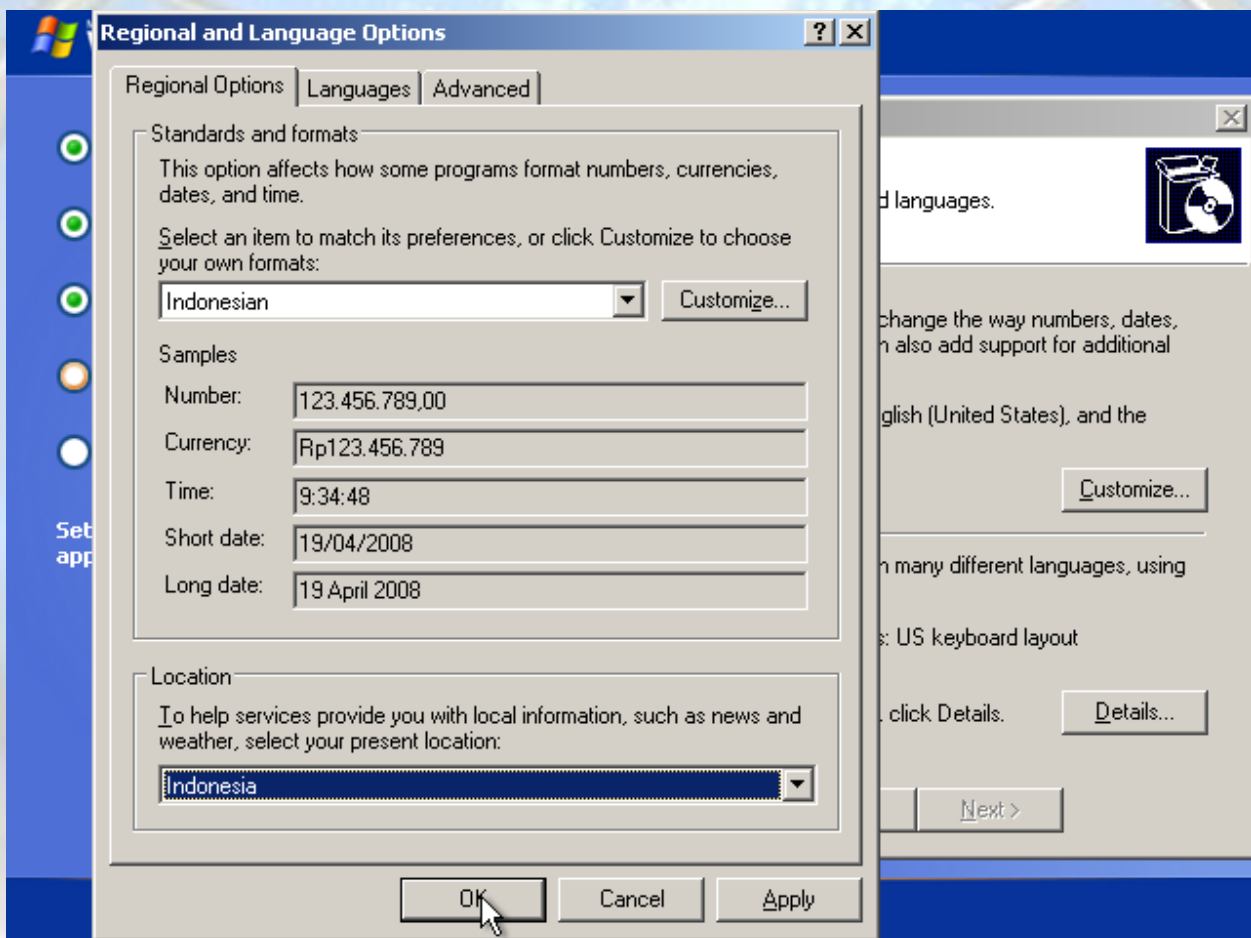 Regional and Language Options
Regional Options
Languages
Advanced
Standards and formats
This option affects how some programs format numbers, currencies,
dates, and time.
Select an item to match its preferences, or click Customize to choose
your own formats:
Indonesian
Customize...
Samples
Number:
123.456.789,00
Currency:
Rp123.456.789
Time:
9:34:48
Short date:
19/04/2008
Long date:
19 April 2008
Location
To help services provide you with local information, such as news and
weather, select your present location:
Indonesia
OK
Cancel
Apply
languages.
change the way numbers, dates,
also add support for additional
(United States), and the
Customize...
many different languages, using
US keyboard layout
click Details.
Details...
Next >